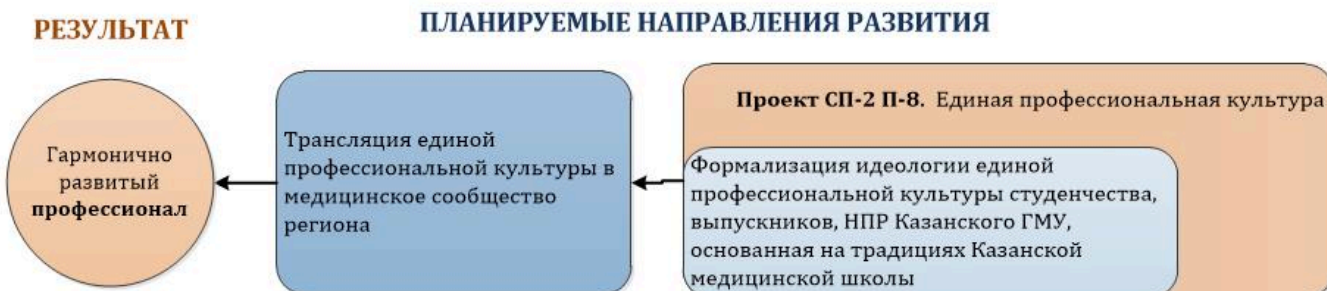 РЕЗУЛЬТАТ
ПЛАНИРУЕМЫЕ НАПРАВЛЕНИЯ РАЗВИТИЯ
Гармонично
развитый
профессионал
Трансляция единой
профессиональной культуры в
медицинское сообщество
региона
Проект СП-2 П-8. Единая профессиональная культура
Формализация идеологии единой
профессиональной культуры студенчества,
выпускников, НПР Казанского ГМУ,
основанная на традициях Казанской
медицинской школы